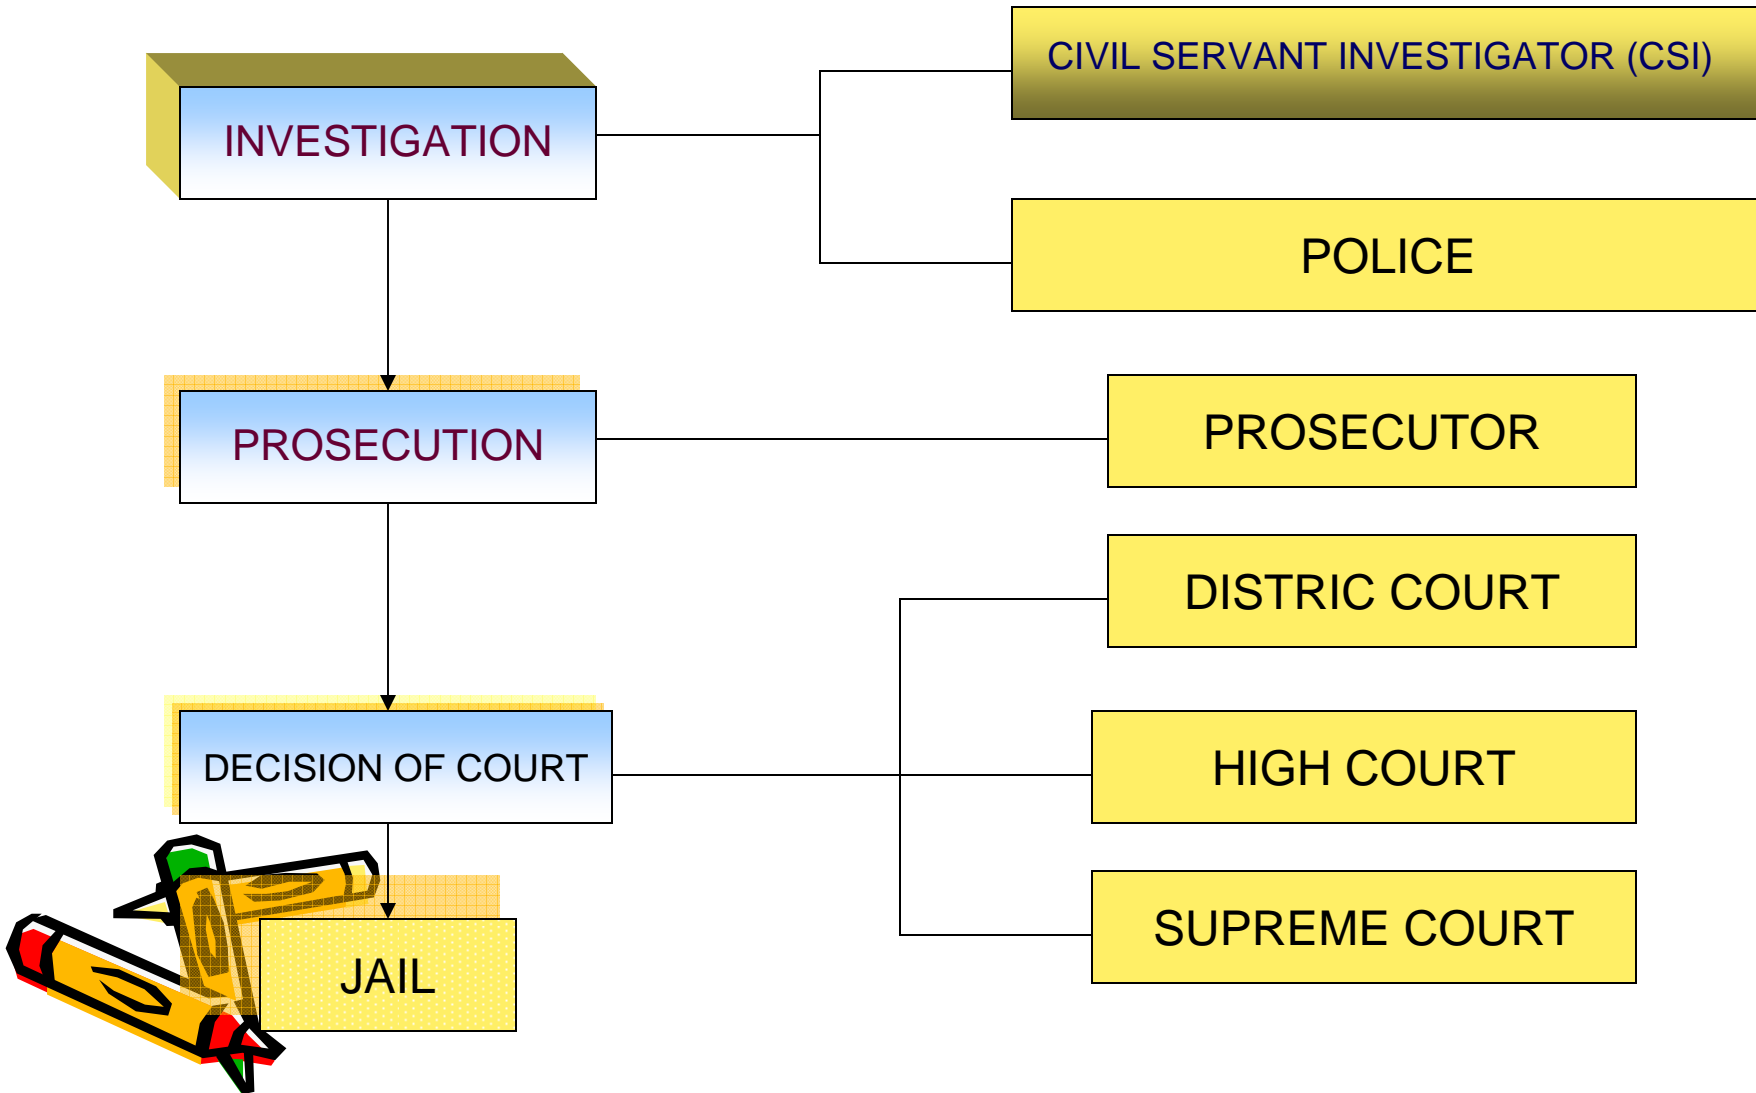 CIVIL SERVANT INVESTIGATOR (CSI)
INVESTIGATION
POLICE
PROSECUTION
PROSECUTOR
DISTRIC COURT
DECISION OF COURT
HIGH COURT
SUPREME COURT
JAIL